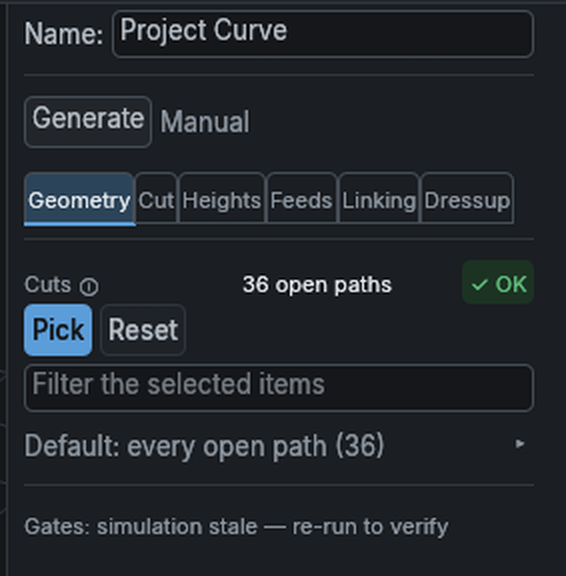 Name: Project Curve
Generate Manual
Geometry Cut Heights Feeds Linking Dressup
Cuts 36 open paths ✓ OK
Pick Reset
Filter the selected items
Default: every open path (36)
Gates: simulation stale — re-run to verify